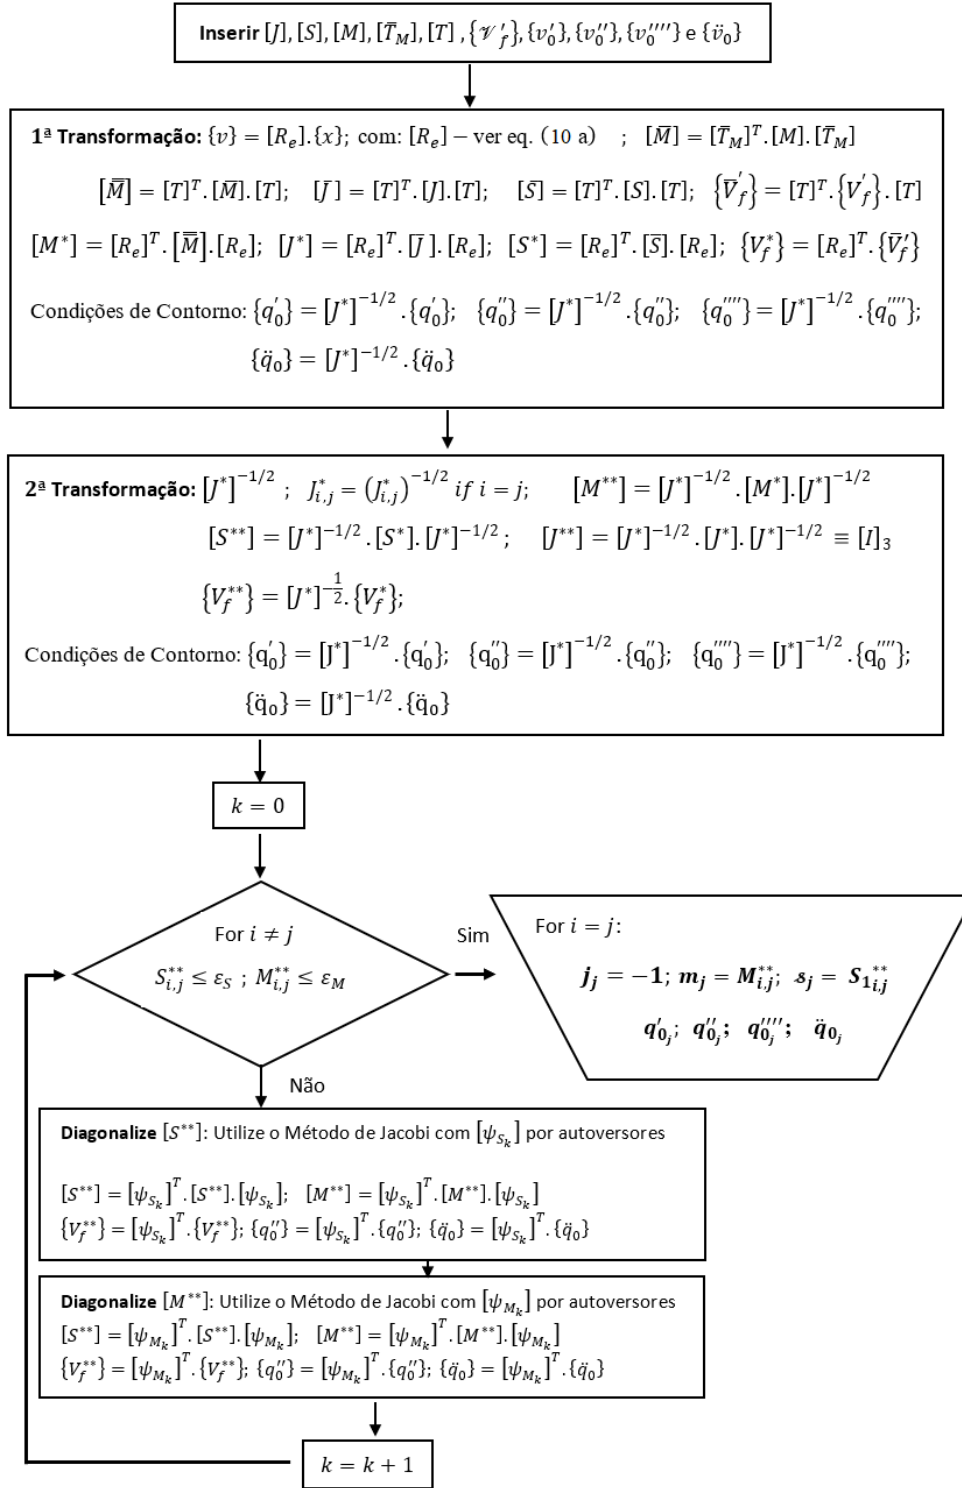 Inserir [J], [S], [M], [T̄_M], [T] , {𝒱′_f}, {v′_0}, {v″_0}, {v⁗_0} e {v̈_0}
1ª Transformação: {v} = [R_e].{x}; com: [R_e] − ver eq. (10 a) ; [M̄] = [T̄_M]^T.[M].[T̄_M]
[M̿] = [T]^T.[M̄].[T]; [J̄] = [T]^T.[J].[T]; [S̄] = [T]^T.[S].[T]; {V̄′_f} = [T]^T.{V′_f}.[T]
[M*] = [R_e]^T.[M̿].[R_e]; [J*] = [R_e]^T.[J̄].[R_e]; [S*] = [R_e]^T.[S̄].[R_e]; {V*_f} = [R_e]^T.{V̄′_f}
Condições de Contorno: {q′_0} = [J*]^{-1/2}.{q′_0}; {q″_0} = [J*]^{-1/2}.{q″_0}; {q⁗_0} = [J*]^{-1/2}.{q⁗_0};
{q̈_0} = [J*]^{-1/2}.{q̈_0}
2ª Transformação: [J*]^{-1/2} ; J*_{i,j} = (J*_{i,j})^{-1/2} if i = j; [M**] = [J*]^{-1/2}.[M*].[J*]^{-1/2}
[S**] = [J*]^{-1/2}.[S*].[J*]^{-1/2} ; [J**] = [J*]^{-1/2}.[J*].[J*]^{-1/2} ≡ [I]_3
{V**_f} = [J*]^{-1/2}.{V*_f};
Condições de Contorno: {q′_0} = [J*]^{-1/2}.{q′_0}; {q″_0} = [J*]^{-1/2}.{q″_0}; {q⁗_0} = [J*]^{-1/2}.{q⁗_0};
{q̈_0} = [J*]^{-1/2}.{q̈_0}
k = 0
For i ≠ j
S**_{i,j} ≤ ε_S ; M**_{i,j} ≤ ε_M
Sim
For i = j:
j_j = −1; m_j = M**_{i,j}; s_j = S_1**_{i,j}
q′_{0_j}; q″_{0_j}; q⁗_{0_j}; q̈_{0_j}
Não
Diagonalize [S**]: Utilize o Método de Jacobi com [ψ_{S_k}] por autoversores
[S**] = [ψ_{S_k}]^T.[S**].[ψ_{S_k}]; [M**] = [ψ_{S_k}]^T.[M**].[ψ_{S_k}]
{V**_f} = [ψ_{S_k}]^T.{V**_f}; {q″_0} = [ψ_{S_k}]^T.{q″_0}; {q̈_0} = [ψ_{S_k}]^T.{q̈_0}
Diagonalize [M**]: Utilize o Método de Jacobi com [ψ_{M_k}] por autoversores
[S**] = [ψ_{M_k}]^T.[S**].[ψ_{M_k}]; [M**] = [ψ_{M_k}]^T.[M**].[ψ_{M_k}]
{V**_f} = [ψ_{M_k}]^T.{V**_f}; {q″_0} = [ψ_{M_k}]^T.{q″_0}; {q̈_0} = [ψ_{M_k}]^T.{q̈_0}
k = k + 1